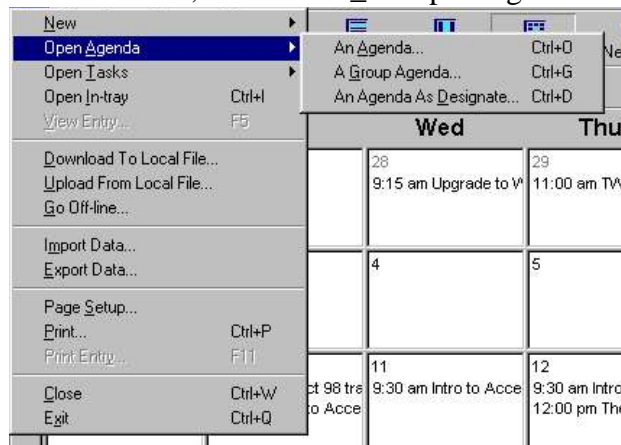 New
Open Agenda
Open Tasks
Open In-tray Ctrl+I
View Entry... F5
Download To Local File...
Upload From Local File...
Go Off-line...
Import Data...
Export Data...
Page Setup...
Print... Ctrl+P
Print Entry... F11
Close Ctrl+W
Exit Ctrl+Q
An Agenda... Ctrl+O
A Group Agenda... Ctrl+G
An Agenda As Designate... Ctrl+D
Wed Thu
28 29
9:15 am Upgrade to 11:00 am
4 5
11 12
98 9:30 am Intro to Acce 9:30 am Intro
to Acce 12:00 pm